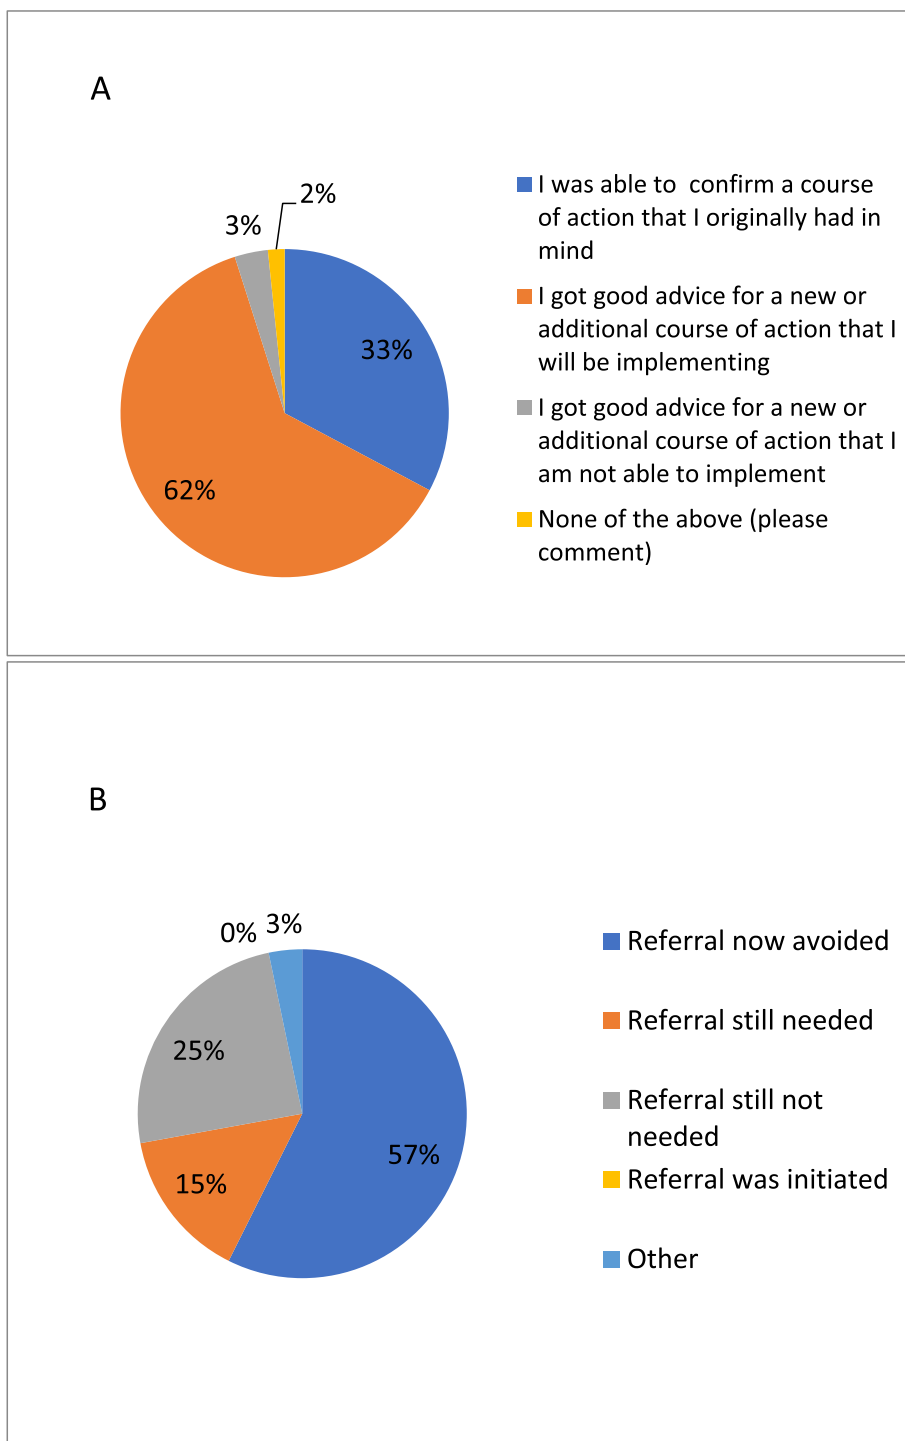 A
2%
3%
33%
62%
I was able to  confirm a course
of action that I originally had in
mind
I got good advice for a new or
additional course of action that I
will be implementing
I got good advice for a new or
additional course of action that I
am not able to implement
None of the above (please
comment)
B
0%
3%
25%
57%
15%
Referral now avoided
Referral still needed
Referral still not
needed
Referral was initiated
Other